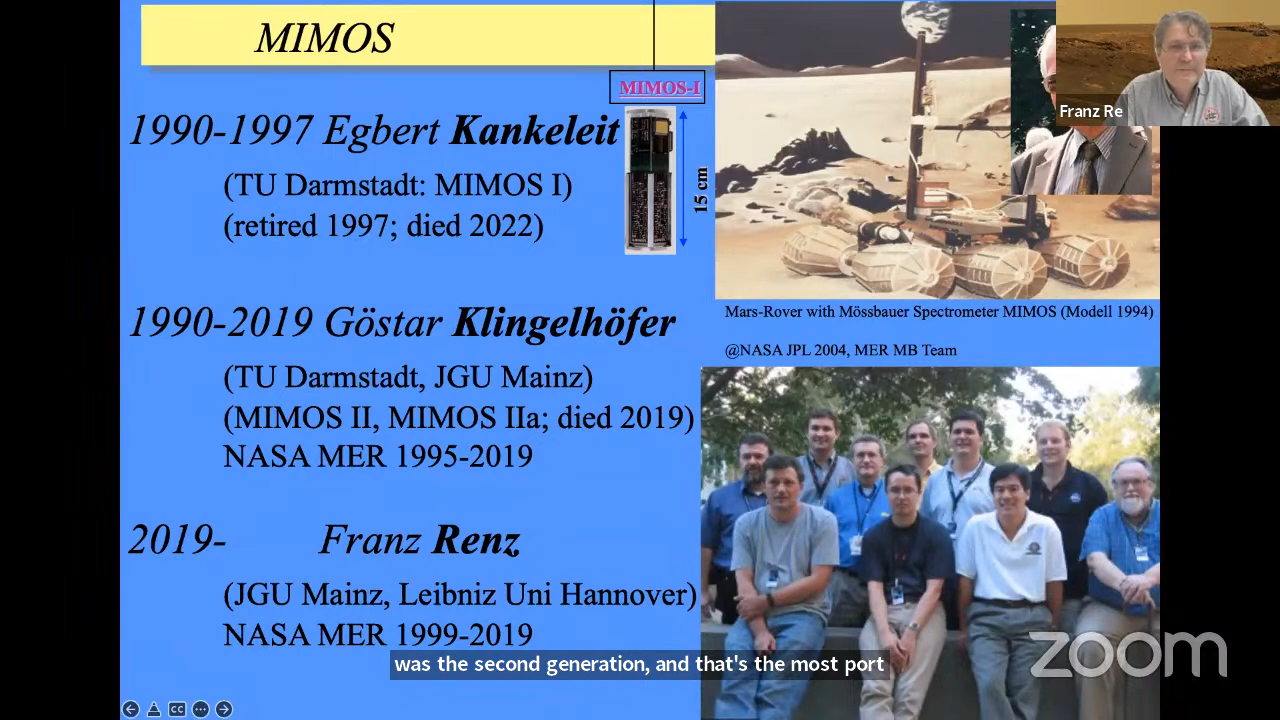 MIMOS
MIMOS-I
1990-1997 Egbert Kankeleit
(TU Darmstadt: MIMOS I)
(retired 1997; died 2022)
15 cm
1990-2019 Göstar Klingelhöfer
(TU Darmstadt, JGU Mainz)
(MIMOS II, MIMOS IIa; died 2019)
NASA MER 1995-2019
2019- Franz Renz
(JGU Mainz, Leibniz Uni Hannover)
NASA MER 1999-2019
Franz Re
Mars-Rover with Mössbauer Spectrometer MIMOS (Modell 1994)
@NASA JPL 2004, MER MB Team
was the second generation, and that's the most port
zoom
CC